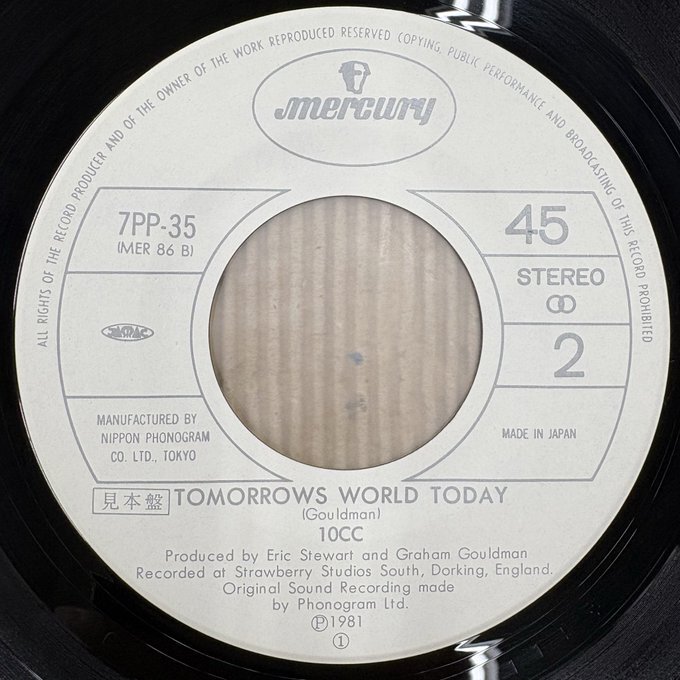 ALL RIGHTS OF THE RECORD PRODUCER AND OF THE OWNER OF THE WORK REPRODUCED RESERVED COPYING, PUBLIC PERFORMANCE AND BROADCASTING OF THIS RECORD PROHIBITED
mercury
7PP-35
(MER 86 B)
45
STEREO
2
JASRAC
MANUFACTURED BY
NIPPON PHONOGRAM
CO. LTD., TOKYO
MADE IN JAPAN
見本盤 TOMORROWS WORLD TODAY
(Gouldman)
10CC
Produced by Eric Stewart and Graham Gouldman
Recorded at Strawberry Studios South, Dorking, England.
Original Sound Recording made
by Phonogram Ltd.
Ⓟ1981
①